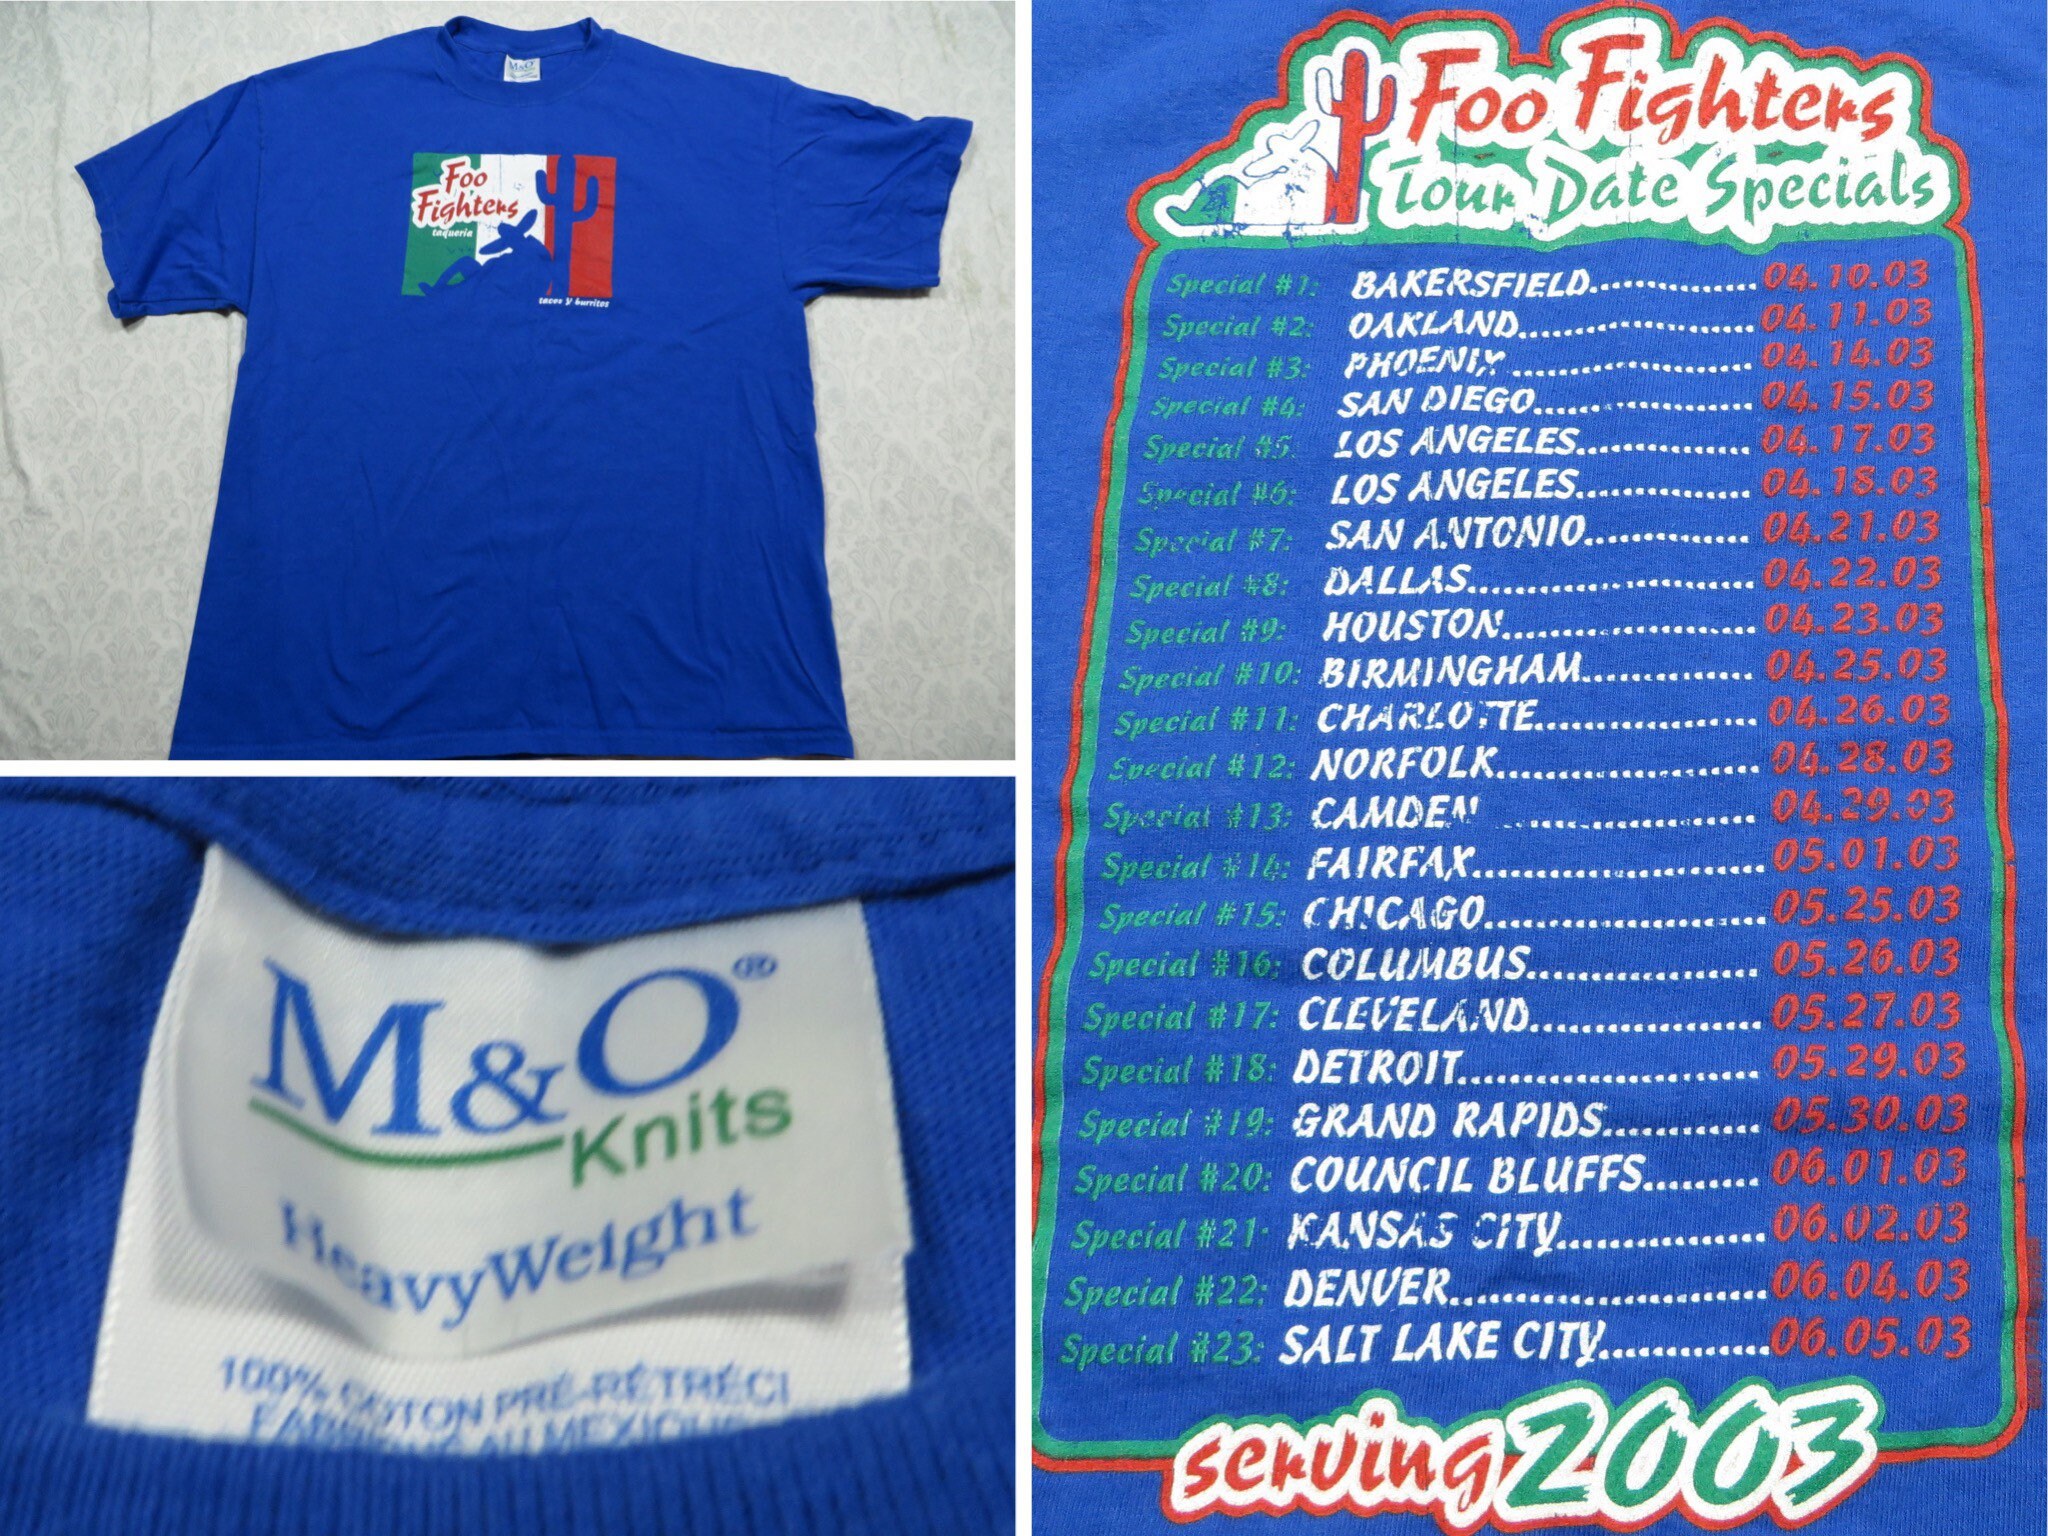 M&O
Foo
Fighters
taqueria
tacos y burritos
M&O®
Knits
HeavyWeight
100% COTON PRÉ-RÉTRÉCI
FABRIQUÉ AU MEXIQUE
Foo Fighters
Tour Date Specials
Special #1: BAKERSFIELD............... 04.10.03
Special #2: OAKLAND..................... 04.11.03
Special #3: PHOENIX ..................... 04.14.03
Special #4: SAN DIEGO................... 04.15.03
Special #5: LOS ANGELES............... 04.17.03
Special #6: LOS ANGELES............... 04.18.03
Special #7: SAN ANTONIO............... 04.21.03
Special #8: DALLAS........................ 04.22.03
Special #9: HOUSTON..................... 04.23.03
Special #10: BIRMINGHAM............... 04.25.03
Special #11: CHARLOTTE.................. 04.26.03
Special #12: NORFOLK..................... 04.28.03
Special #13: CAMDEN ..................... 04.29.03
Special #14: FAIRFAX........................ 05.01.03
Special #15: CHICAGO..................... 05.25.03
Special #16: COLUMBUS.................. 05.26.03
Special #17: CLEVELAND.................. 05.27.03
Special #18: DETROIT........................ 05.29.03
Special #19: GRAND RAPIDS............ 05.30.03
Special #20: COUNCIL BLUFFS......... 06.01.03
Special #21: KANSAS CITY............... 06.02.03
Special #22: DENVER........................ 06.04.03
Special #23: SALT LAKE CITY............ 06.05.03
serving 2003